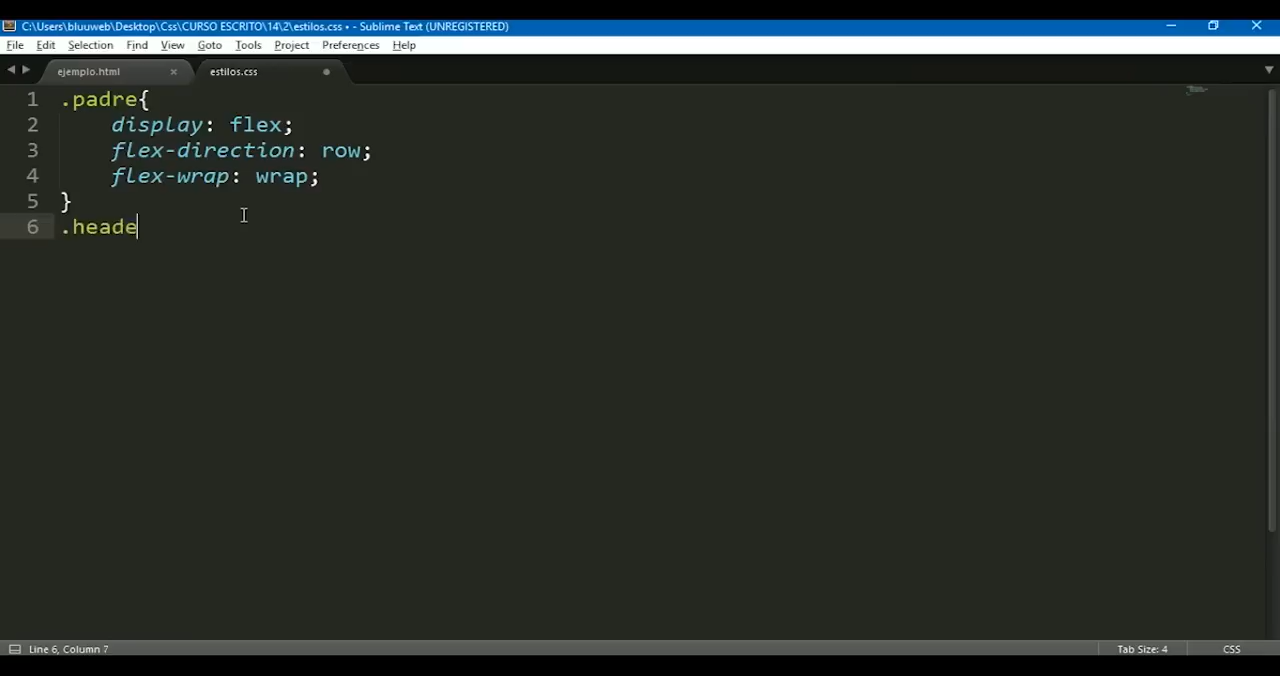 C:\Users\bluuweb\Desktop\Css\CURSO ESCRITO\14\2\estilos.css • - Sublime Text (UNREGISTERED)
File Edit Selection Find View Goto Tools Project Preferences Help
ejemplo.html × estilos.css
1 .padre{
2 display: flex;
3 flex-direction: row;
4 flex-wrap: wrap;
5 }
6 .heade
Line 6, Column 7 Tab Size: 4 CSS